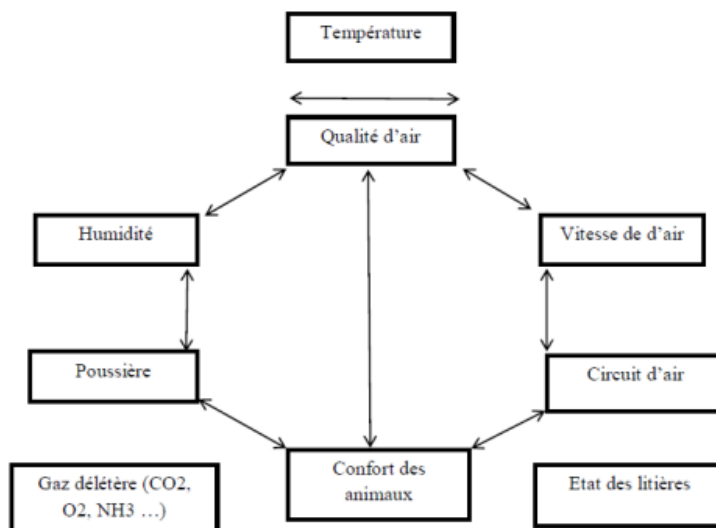 Température
Qualité d'air
Humidité
Vitesse de d'air
Poussière
Circuit d'air
Gaz délétère (CO2,
O2, NH3 ...)
Confort des
animaux
Etat des litières